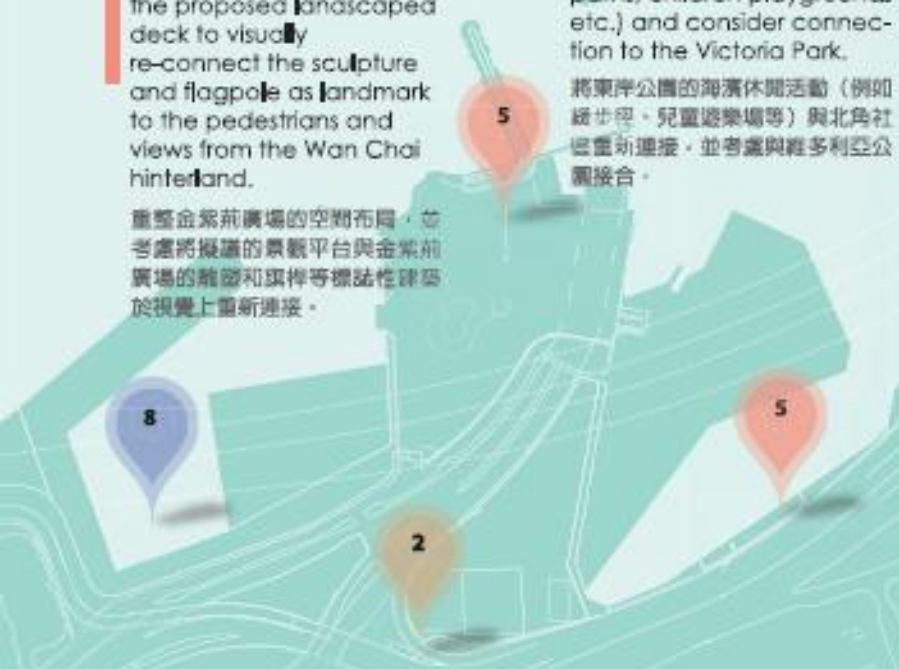 the proposed landscaped
deck to visually
re-connect the sculpture
and flagpole as landmark
to the pedestrians and
views from the Wan Chai
hinterland.
重整金紫荊廣場的空間布局，並
考慮將擬議的景觀平台與金紫荊
廣場的雕塑和旗桿等標誌性建築
於視覺上重新連接。
etc.) and consider connec-
tion to the Victoria Park.
將東岸公園的海濱休閒活動（例如
緩步徑、兒童遊樂場等）與北角社
區重新連接，並考慮與維多利亞公
園接合。
5
8
5
2